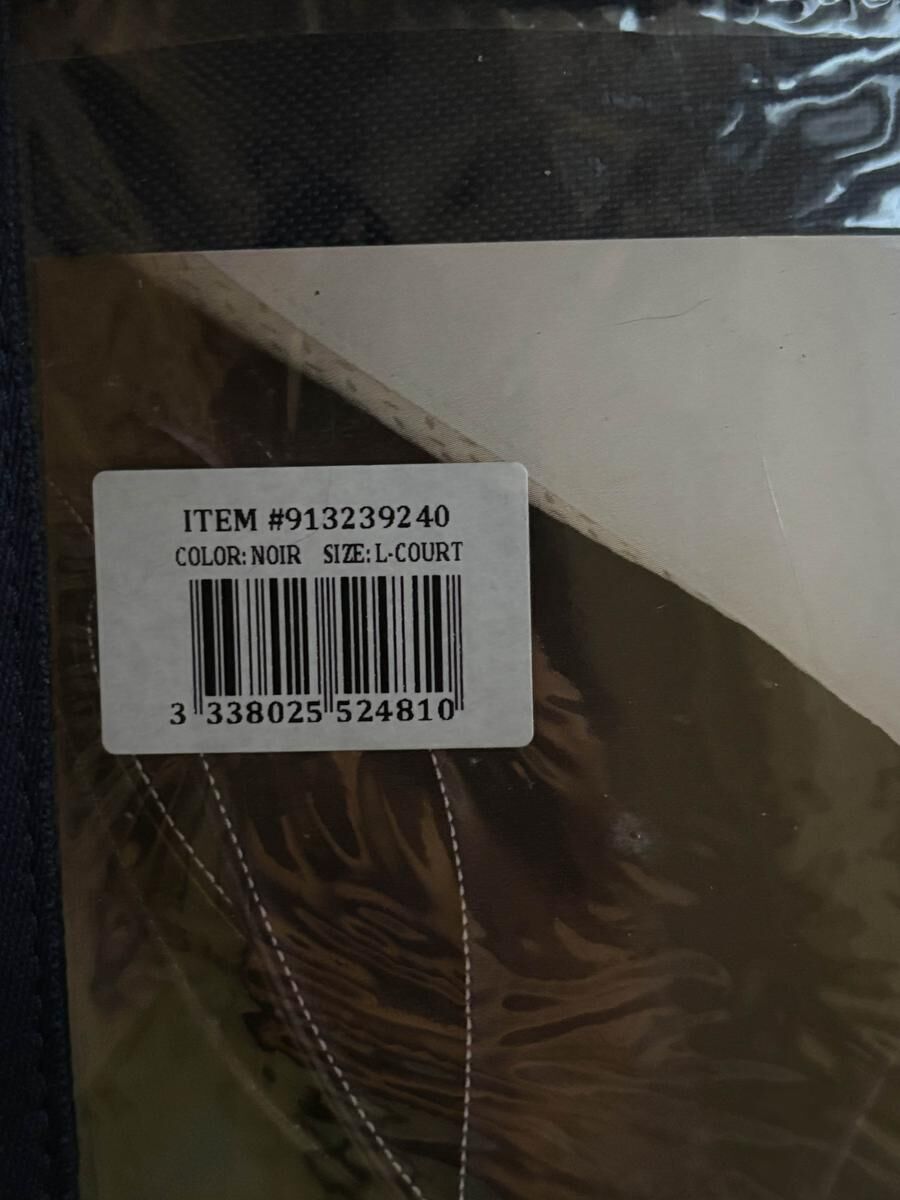 ITEM #913239240
COLOR: NOIR SIZE: L-COURT
3 338025 524810